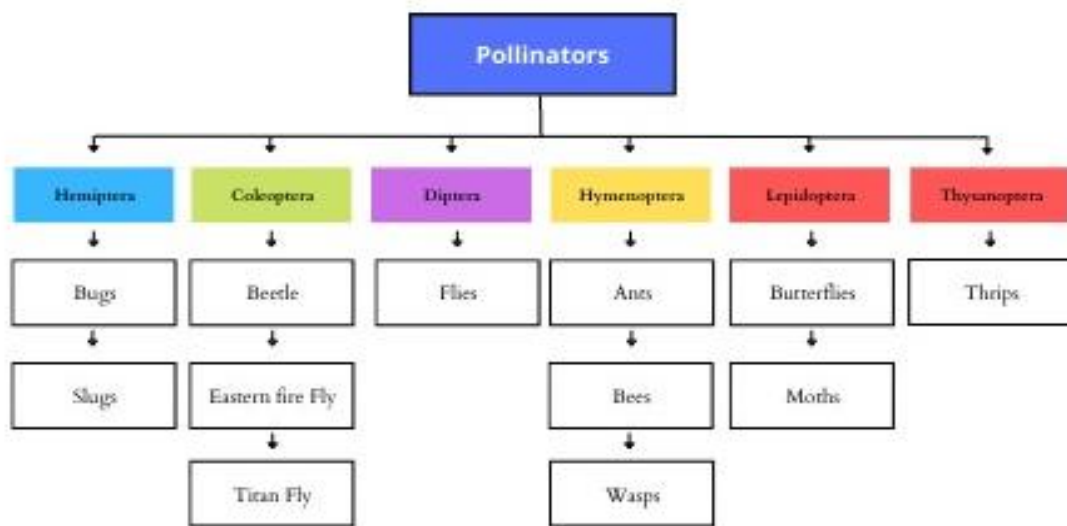 Pollinators
Hemiptera
Coleoptera
Diptera
Hymenoptera
Lepidoptera
Thysanoptera
Bugs
Beetle
Flies
Ants
Butterflies
Thrips
Slugs
Eastern fire Fly
Bees
Moths
Titan Fly
Wasps